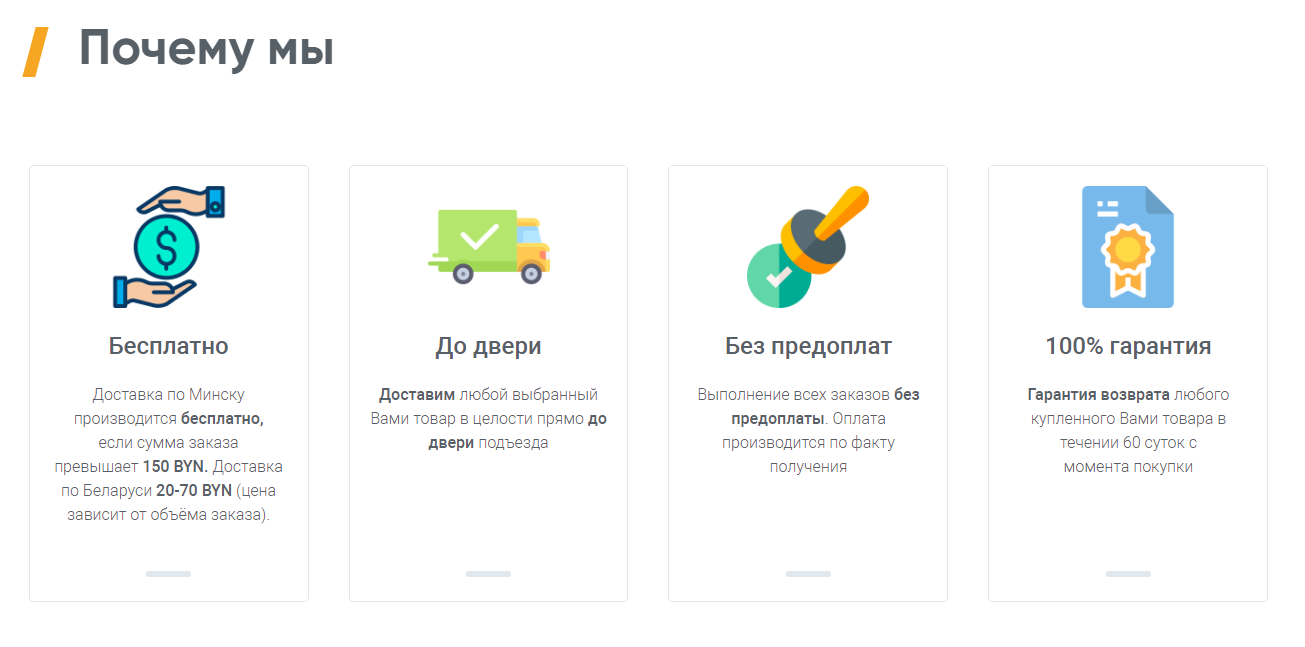 Почему мы
Бесплатно
Доставка по Минску
производится бесплатно,
если сумма заказа
превышает 150 BYN. Доставка
по Беларуси 20-70 BYN (цена
зависит от объёма заказа).
До двери
Доставим любой выбранный
Вами товар в целости прямо до
двери подъезда
Без предоплат
Выполнение всех заказов без
предоплаты. Оплата
производится по факту
получения
100% гарантия
Гарантия возврата любого
купленного Вами товара в
течении 60 суток с
момента покупки